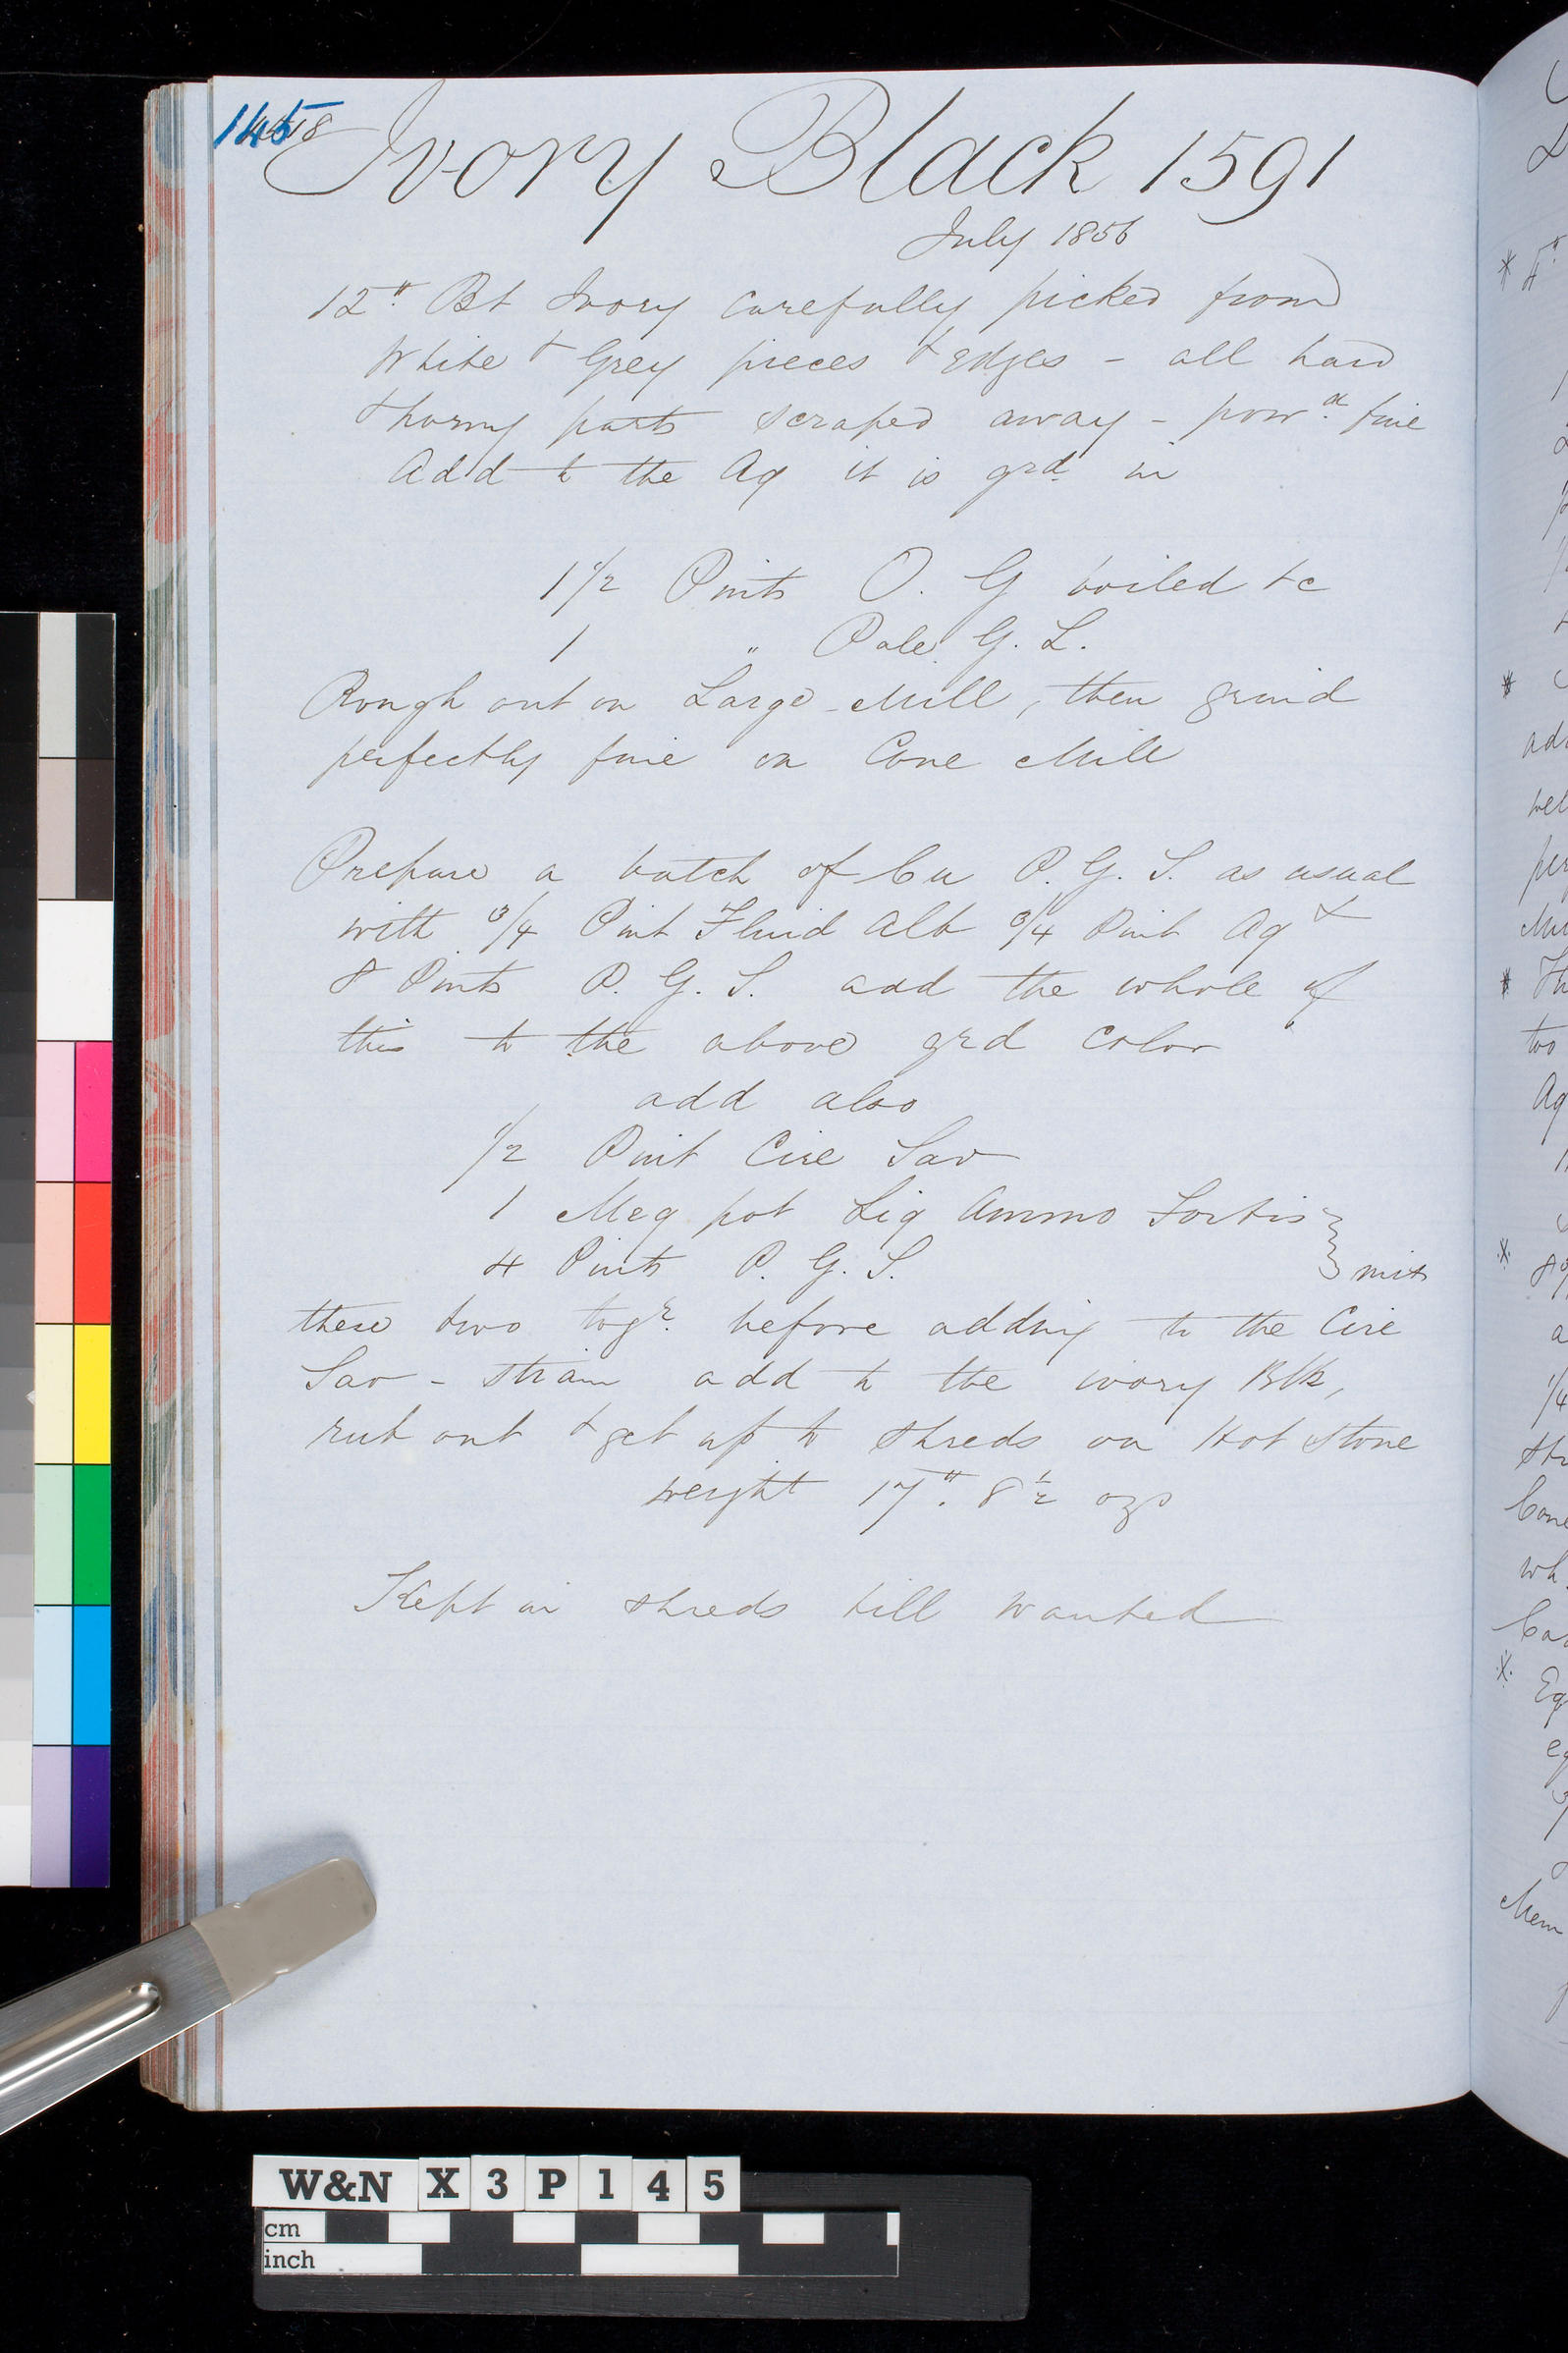 145
Ivory Black 1591
July 1856
12" Bt Ivory carefully picked from
White & Grey pieces & edges - all hard
& horny parts scraped away - powd. fine
Add to the Aq it is grd. in
1 1/2 Pints O. G boiled &c
1 " Pale G. L.
Rough out on Large Mill, then grind
perfectly fine on Cone Mill
Prepare a batch of Cu P. G. S. as usual
with 3/4 Pint Fluid Alb 3/4 Pint Aq &
8 Pints P. G. S. add the whole of
this to the above grd color
add also
1/2 Pint Cire Sav
1 Meg pot Liq Ammo Fortis
4 Pints P. G. S. } mix
these two togr. before adding to the Cire
Sav - strain add to the ivory Blk,
rub out & get up to shreds on Hot Stone
weight 17". 8 1/2 ozs
Kept in shreds till wanted
W&N X 3 P 1 4 5
cm
inch